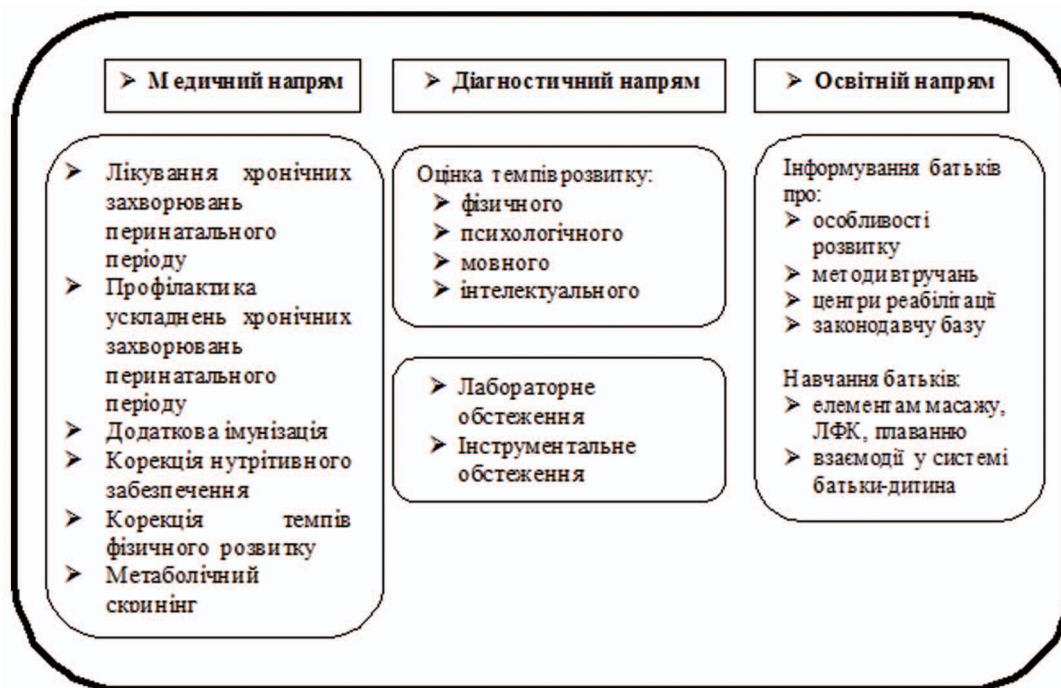 ➤ Медичний напрям
➤ Діагностичний напрям
➤ Освітній напрям
➤ Лікування хронічних
захворювань
перинатального
періоду
➤ Профілактика
ускладнень хронічних
захворювань
перинатального
періоду
➤ Додаткова імунізація
➤ Корекція нутрітивного
забезпечення
➤ Корекція темпів
фізичного розвитку
➤ Метаболічний
скринінг
Оцінка темпів розвитку:
➤ фізичного
➤ психологічного
➤ мовного
➤ інтелектуального
➤ Лабораторне
обстеження
➤ Інструментальне
обстеження
Інформування батьків
про:
➤ особливості
розвитку
➤ методи втручань
➤ центри реабілітації
➤ законодавчу базу
Навчання батьків:
➤ елементам масажу,
ЛФК, плаванню
➤ взаємодії у системі
батьки-дитина